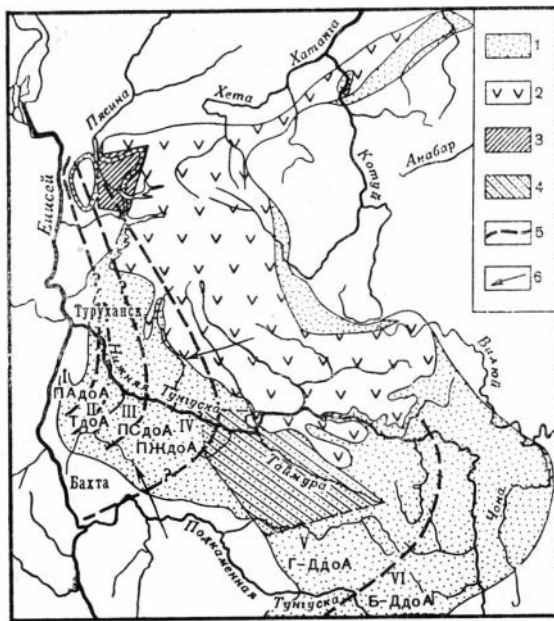 Хатанга
Хета
Пясина
Котуй
Анабар
Енисей
Туруханск
Нижняя
Тунгуска
Вилюй
I
ПАдоА
II
ТдоА
III
ПСдоА
IV
ПЖдоА
Таймура
Чона
Бахта
Подкаменная
Тунгуска
V
Г–ДдоА
VI
Б–ДдоА
?
?
?
1
2
3
4
5
6